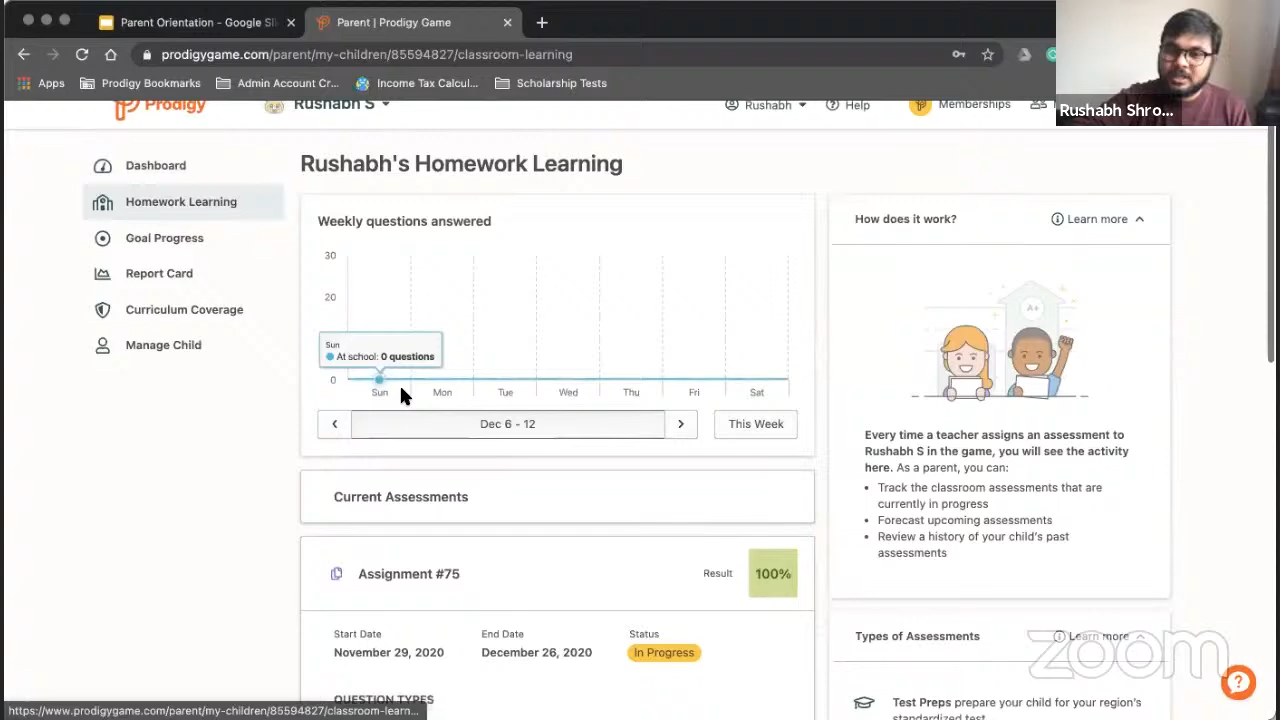 Parent Orientation - Google Sli
Parent | Prodigy Game
prodigygame.com/parent/my-children/85594827/classroom-learning
Apps
Prodigy Bookmarks
Admin Account Cr...
Income Tax Calcul...
Scholarship Tests
Rushabh Shro...
Prodigy
Rushabh S
Rushabh
Help
Memberships
Dashboard
Homework Learning
Goal Progress
Report Card
Curriculum Coverage
Manage Child
Rushabh's Homework Learning
Weekly questions answered
30
20
0
Sun
At school: 0 questions
Sun Mon Tue Wed Thu Fri Sat
Dec 6 - 12
This Week
Current Assessments
Assignment #75
Result
100%
Start Date
November 29, 2020
End Date
December 26, 2020
Status
In Progress
QUESTION TYPES
How does it work?
Learn more
A+
Every time a teacher assigns an assessment to
Rushabh S in the game, you will see the activity
here. As a parent, you can:
• Track the classroom assessments that are
currently in progress
• Forecast upcoming assessments
• Review a history of your child's past
assessments
Types of Assessments
Learn more
Test Preps prepare your child for your region's
standardized test
zoom
https://www.prodigygame.com/parent/my-children/85594827/classroom-learn...